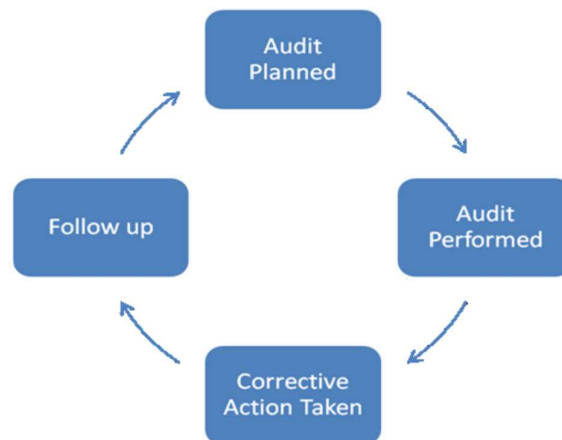 Audit
Planned
Audit
Performed
Corrective
Action Taken
Follow up